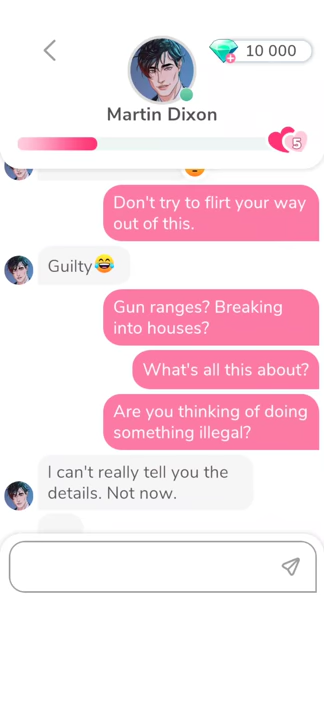 10 000
Martin Dixon
5
Don't try to flirt your way
out of this.
Guilty😂
Gun ranges? Breaking
into houses?
What's all this about?
Are you thinking of doing
something illegal?
I can't really tell you the
details. Not now.